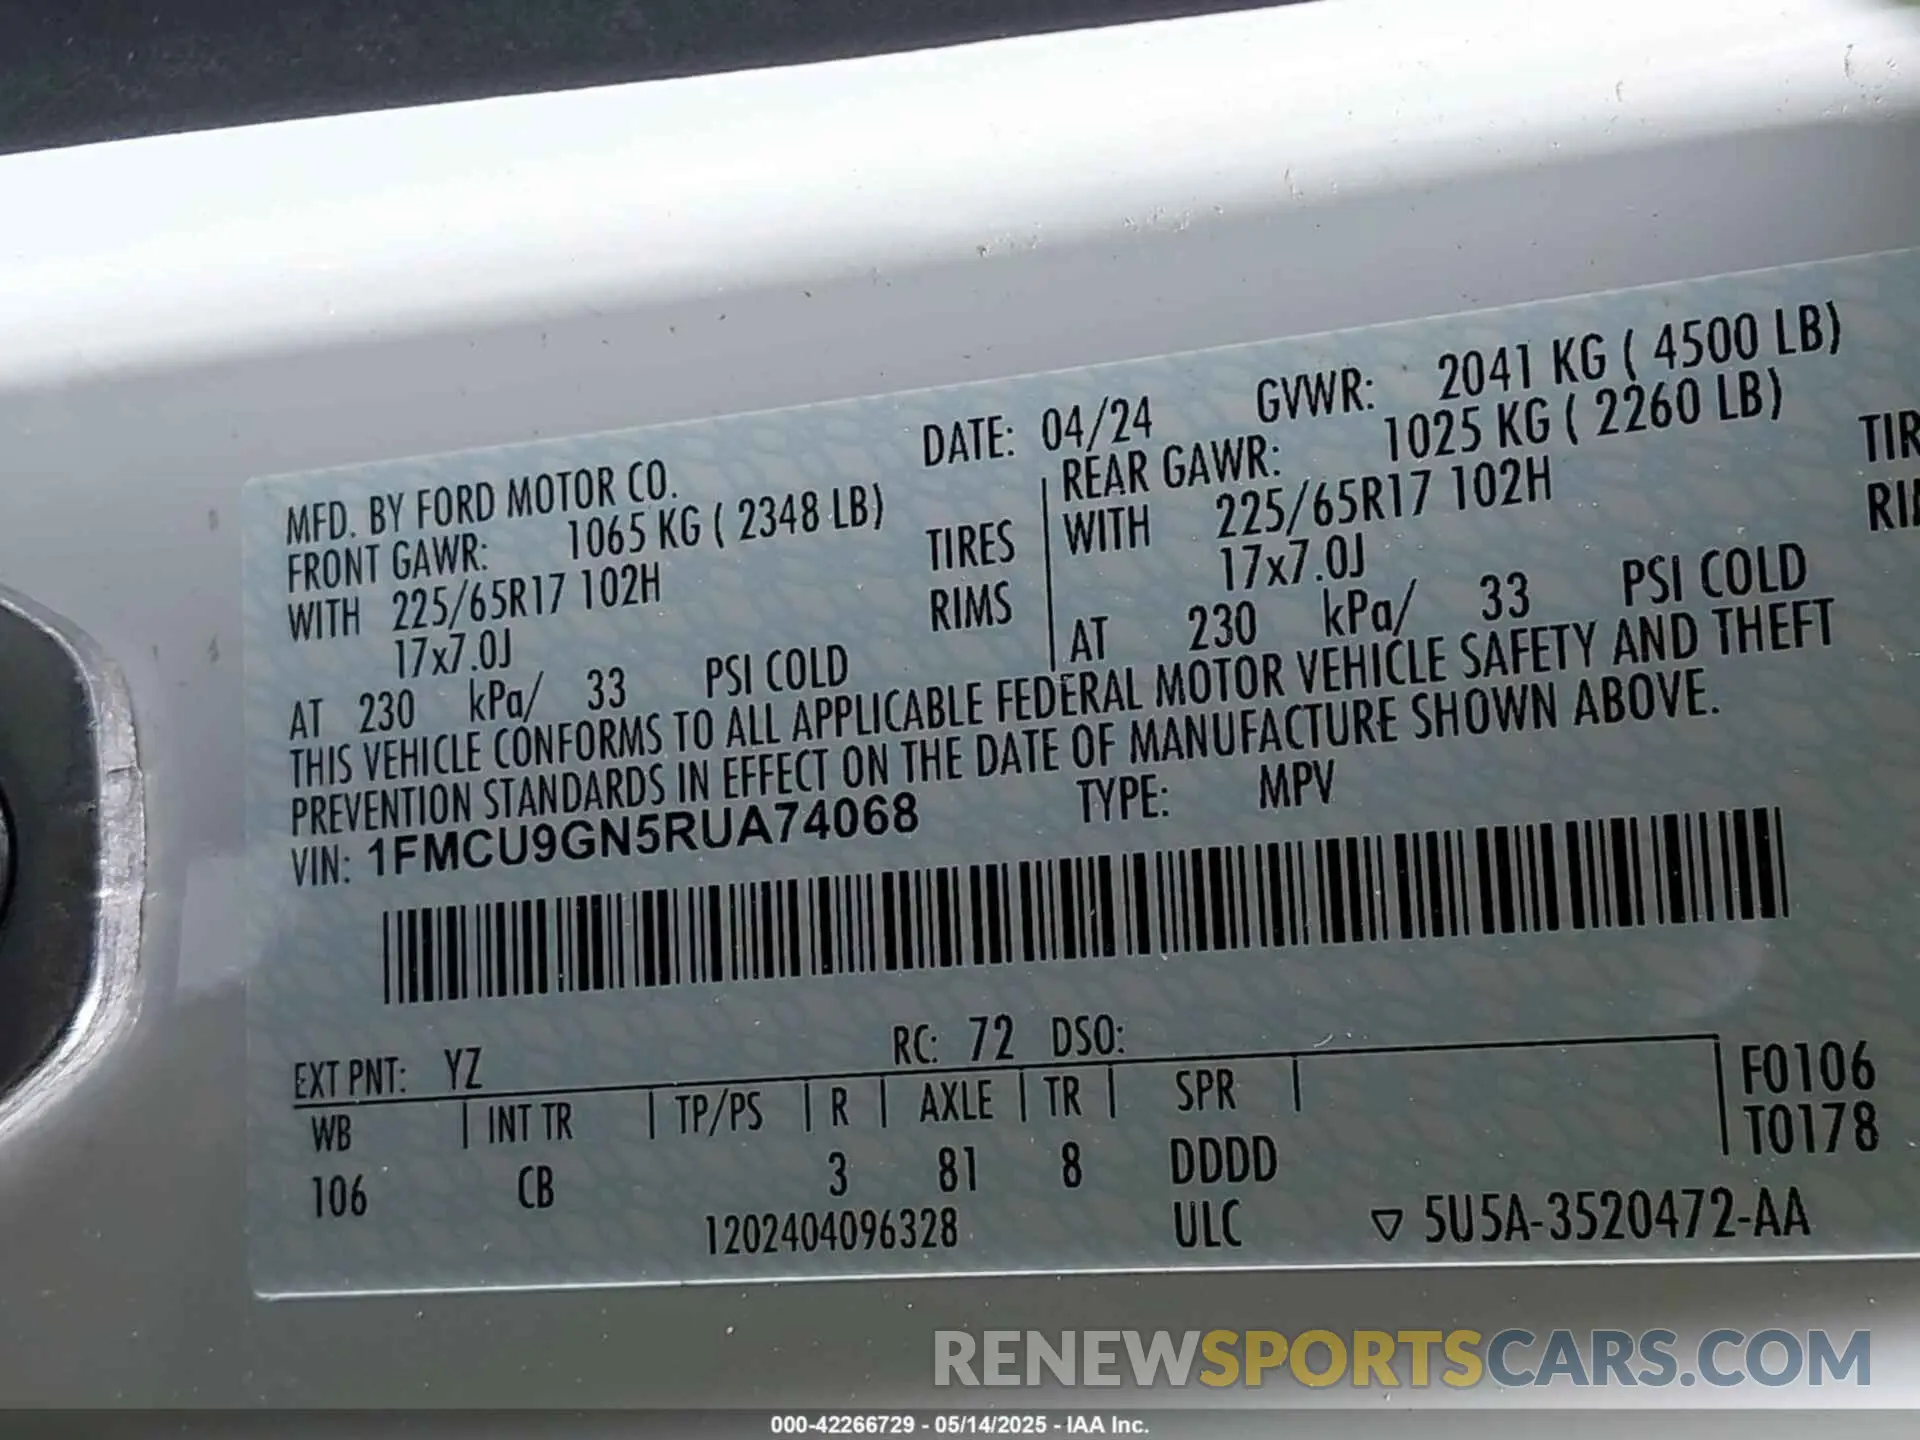 MFD. BY FORD MOTOR CO. DATE: 04/24 GVWR: 2041 KG ( 4500 LB)
FRONT GAWR: 1065 KG ( 2348 LB) REAR GAWR: 1025 KG ( 2260 LB)
WITH 225/65R17 102H TIRES WITH 225/65R17 102H TIR
17x7.0J RIMS 17x7.0J
AT 230 kPa/ 33 PSI COLD AT 230 kPa/ 33 PSI COLD
THIS VEHICLE CONFORMS TO ALL APPLICABLE FEDERAL MOTOR VEHICLE SAFETY AND THEFT
PREVENTION STANDARDS IN EFFECT ON THE DATE OF MANUFACTURE SHOWN ABOVE.
VIN: 1FMCU9GN5RUA74068 TYPE: MPV
EXT PNT: YZ RC: 72 DSO:
WB INT TR TP/PS R AXLE TR SPR F0106
T0178
106 CB 3 81 8 DDDD
1202404096328 ULC ▽ 5U5A-3520472-AA
RENEWSPORTSCARS.COM
000-42266729 - 05/14/2025 - IAA Inc.